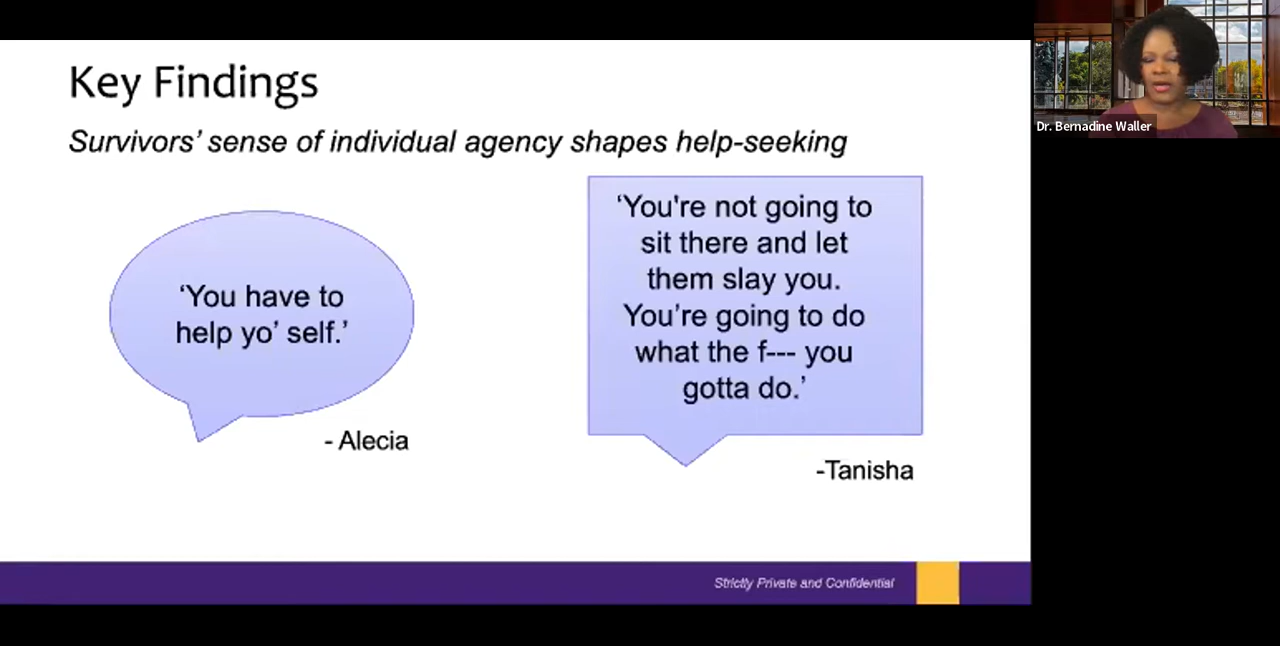 Key Findings
Survivors' sense of individual agency shapes help-seeking
‘You have to
help yo’ self.’
- Alecia
‘You're not going to
sit there and let
them slay you.
You’re going to do
what the f--- you
gotta do.’
-Tanisha
Strictly Private and Confidential
Dr. Bernadine Waller